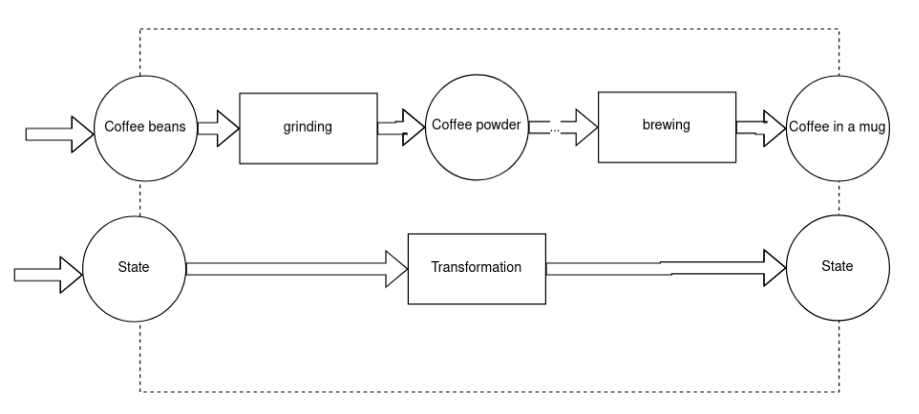 Coffee beans
grinding
Coffee powder
...
brewing
Coffee in a mug
State
Transformation
State